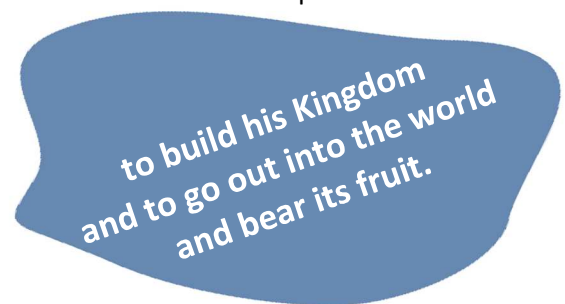 to build his Kingdom
and to go out into the world
and bear its fruit.